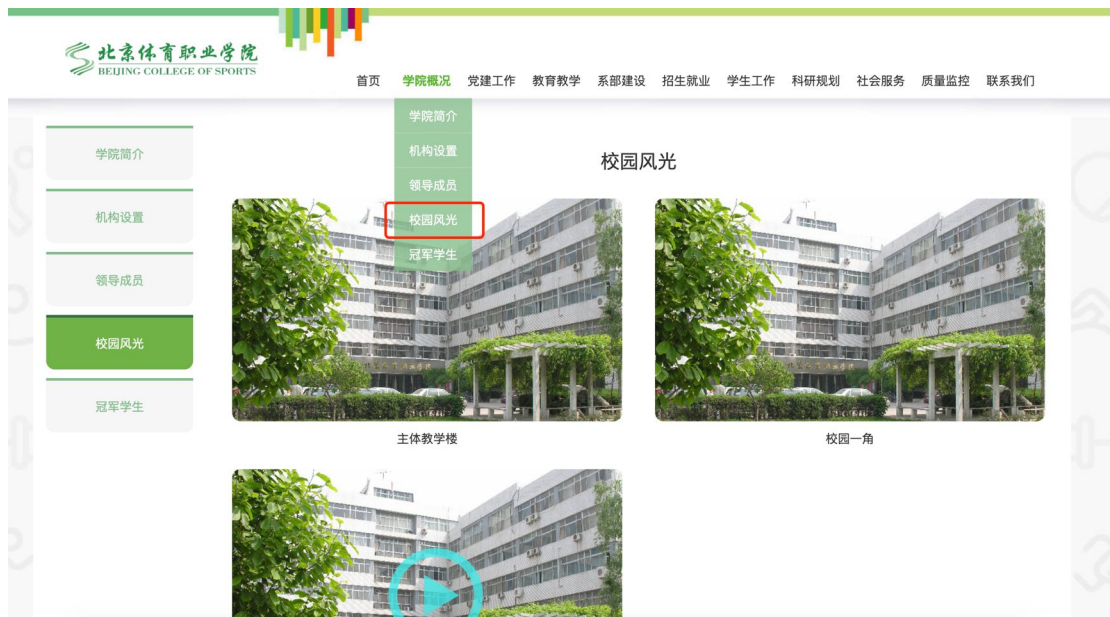 北京体育职业学院
BEIJING COLLEGE OF SPORTS
首页 学院概况 党建工作 教育教学 系部建设 招生就业 学生工作 科研规划 社会服务 质量监控 联系我们
学院简介
机构设置
领导成员
校园风光
冠军学生
学院简介
机构设置
领导成员
校园风光
冠军学生
校园风光
主体教学楼
校园一角